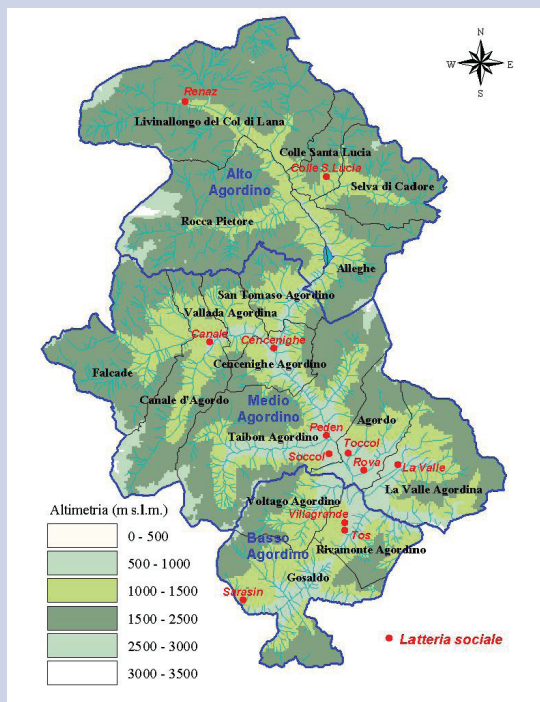 N
W E
S
Renaz
Livinallongo del Col di Lana
Colle Santa Lucia
Colle S.Lucia
Alto
Agordino
Selva di Cadore
Rocca Pietore
Alleghe
San Tomaso Agordino
Vallada Agordina
Canale
Cencenighe
Cencenighe Agordino
Falcade
Canale d'Agordo
Medio
Agordino
Agordo
Peden
Taibon Agordino
Toccol
Soccol
Rova
La Valle
La Valle Agordina
Voltago Agordino
Villagrande
Tos
Basso
Agordino
Rivamonte Agordino
Gosaldo
Sarasin
Altimetria (m s.l.m.)
0 - 500
500 - 1000
1000 - 1500
1500 - 2500
2500 - 3000
3000 - 3500
Latteria sociale